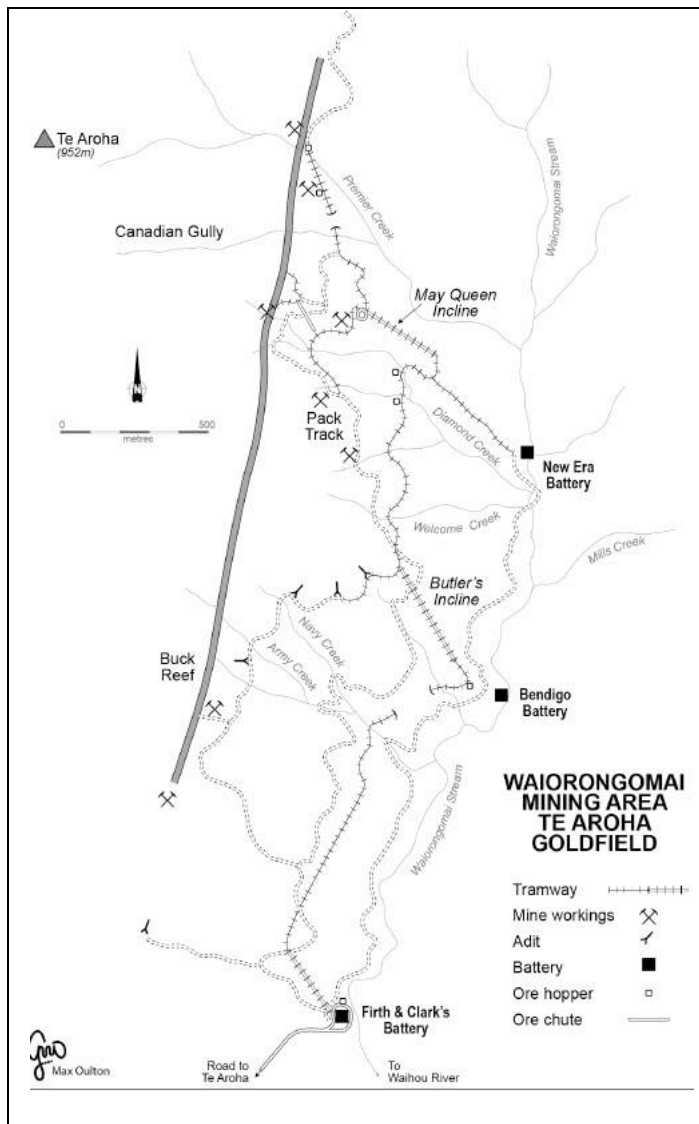 Te Aroha
(952m)
Canadian Gully
Premier Creek
Waiorongomai Stream
May Queen
Incline
N
0 500
metres
Pack
Track
Diamond Creek
New Era
Battery
Welcome Creek
Mills Creek
Butler's
Incline
Navy Creek
Army Creek
Buck
Reef
Bendigo
Battery
Waiorongomai Stream
WAIORONGOMAI
MINING AREA
TE AROHA
GOLDFIELD
Tramway
Mine workings
Adit
Battery
Ore hopper
Ore chute
Firth & Clark's
Battery
Max Oulton
Road to
Te Aroha
To
Waihou River